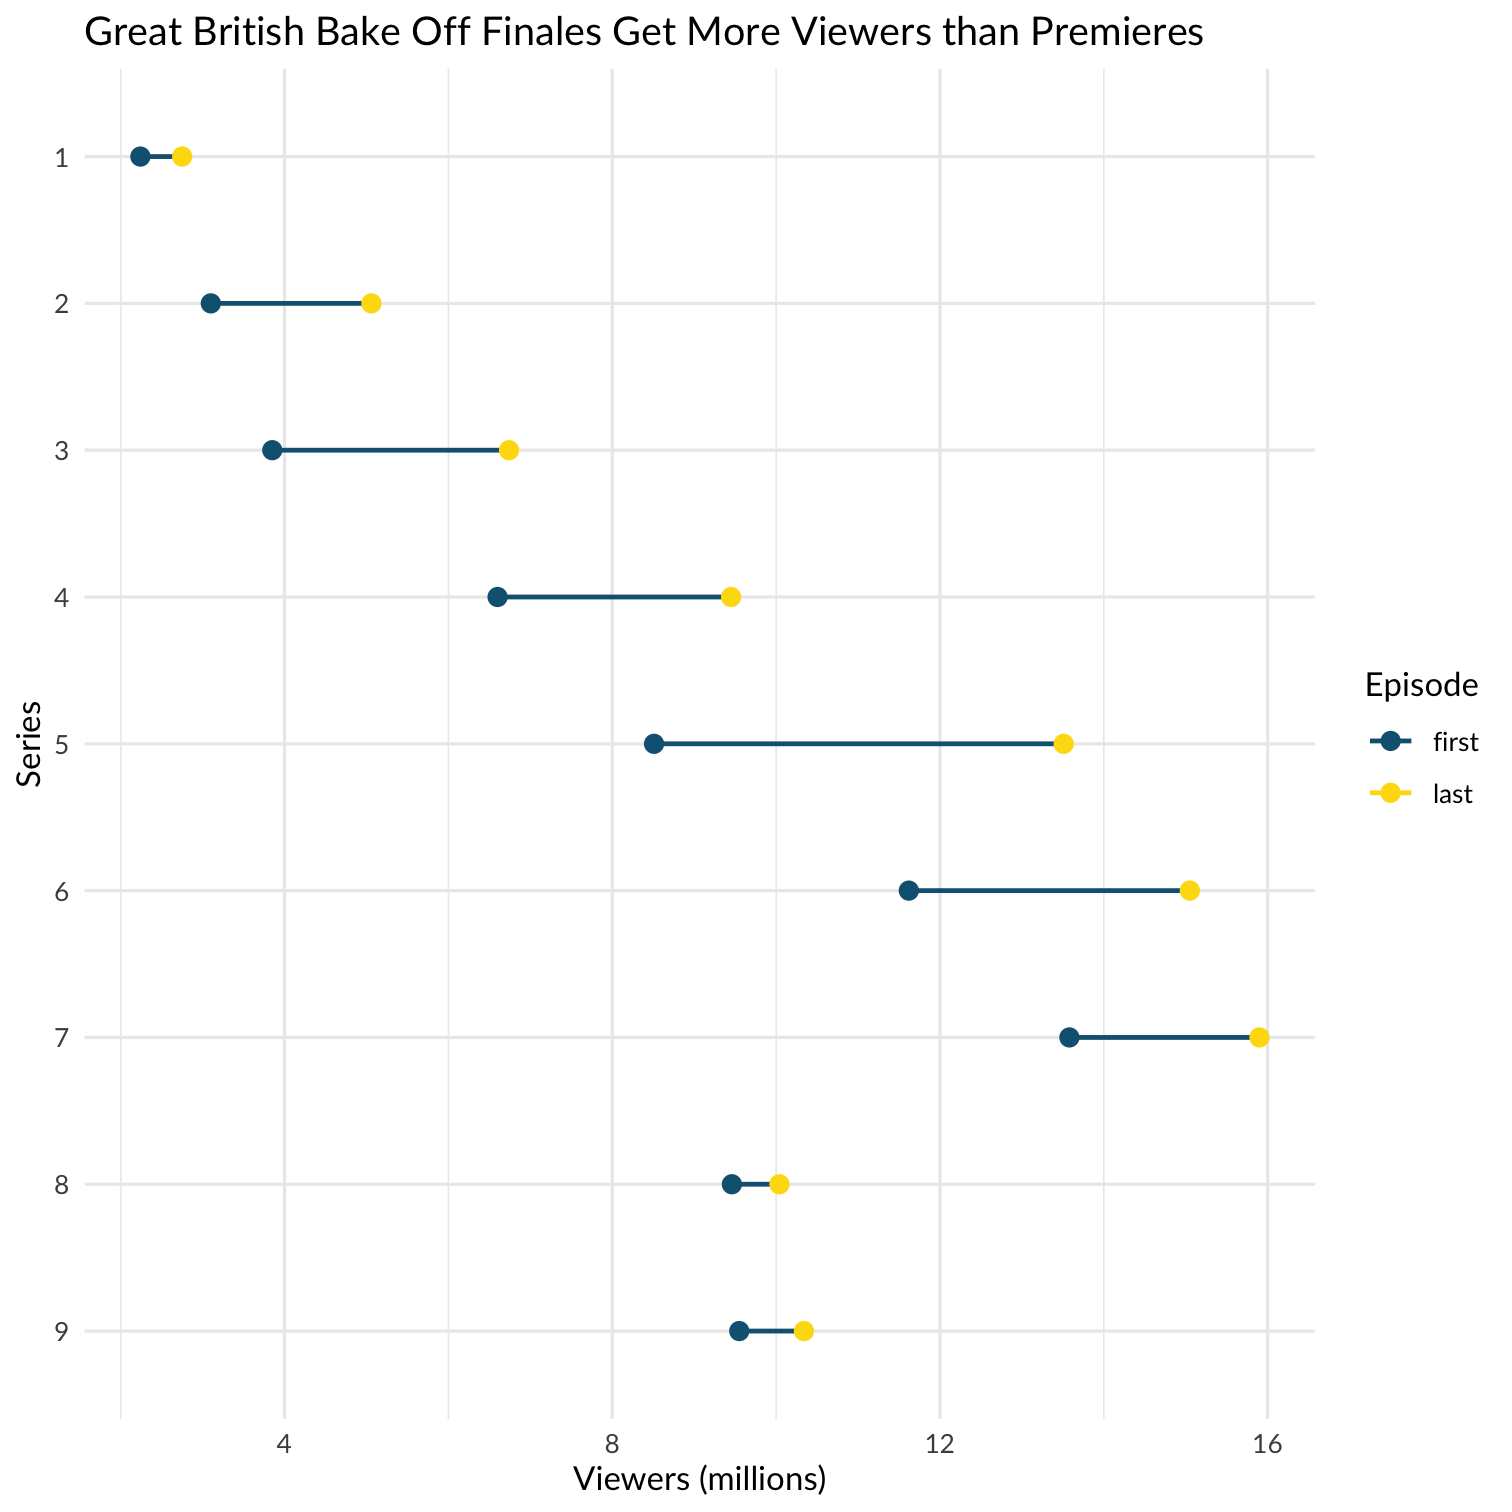 Great British Bake Off Finales Get More Viewers than Premieres
1
2
3
4
5
6
7
8
9
Series
4 8 12 16
Viewers (millions)
Episode
first
last